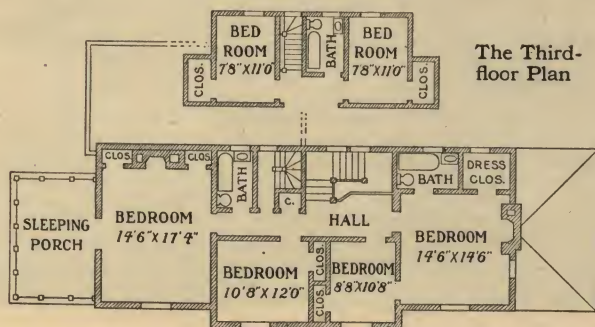 BED
ROOM
7'8"X11'0"
BATH
BED
ROOM
7'8"X11'0"
CLOS.
CLOS.
The Third-
floor Plan
CLOS.
CLOS.
BATH
C.
BATH
DRESS
CLOS.
SLEEPING
PORCH
BEDROOM
14'6"X17'4"
HALL
BEDROOM
14'6"X14'6"
BEDROOM
10'8"X12'0"
CLOS.
CLOS.
BEDROOM
8'8"X10'8"